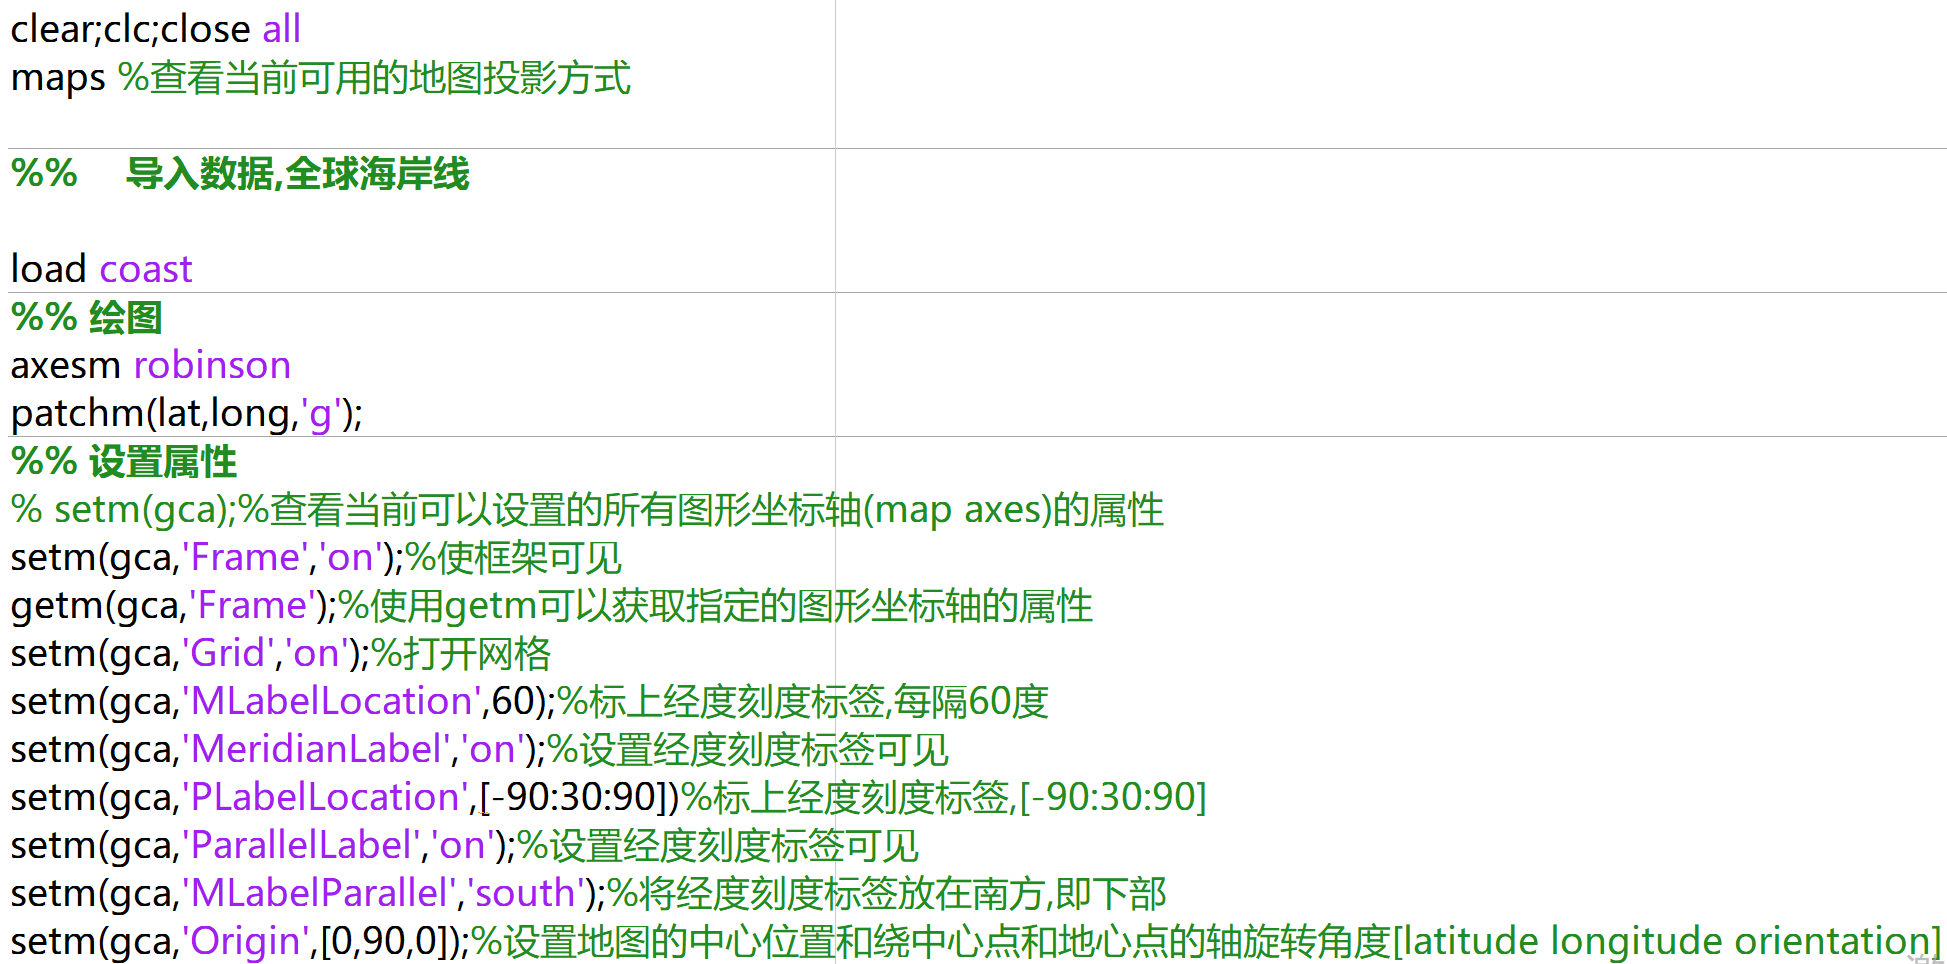 clear;clc;close all
maps %查看当前可用的地图投影方式
%% 导入数据,全球海岸线
load coast
%% 绘图
axesm robinson
patchm(lat,long,'g');
%% 设置属性
% setm(gca);%查看当前可以设置的所有图形坐标轴(map axes)的属性
setm(gca,'Frame','on');%使框架可见
getm(gca,'Frame');%使用getm可以获取指定的图形坐标轴的属性
setm(gca,'Grid','on');%打开网格
setm(gca,'MLabelLocation',60);%标上经度刻度标签,每隔60度
setm(gca,'MeridianLabel','on');%设置经度刻度标签可见
setm(gca,'PLabelLocation',[-90:30:90])%标上经度刻度标签,[-90:30:90]
setm(gca,'ParallelLabel','on');%设置经度刻度标签可见
setm(gca,'MLabelParallel','south');%将经度刻度标签放在南方,即下部
setm(gca,'Origin',[0,90,0]);%设置地图的中心位置和绕中心点和地心点的轴旋转角度[latitude longitude orientation]